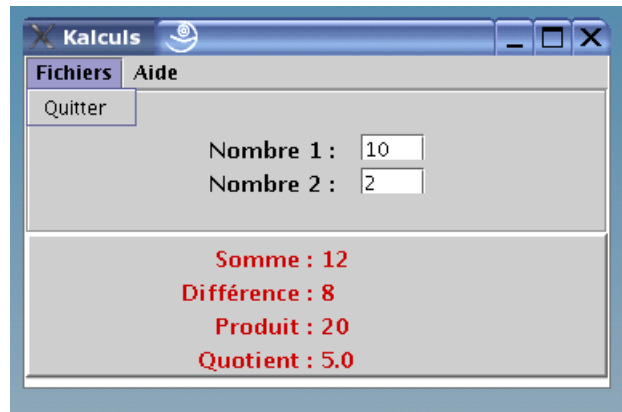 Kalculs
Fichiers Aide
Quitter
Nombre 1 : 10
Nombre 2 : 2
Somme : 12
Différence : 8
Produit : 20
Quotient : 5.0